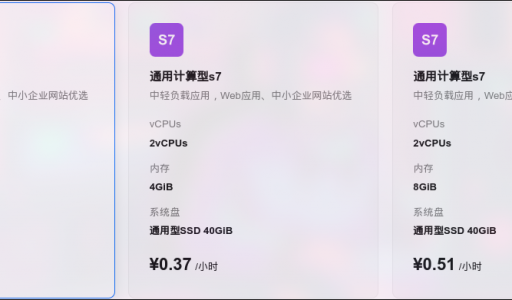 中小企业网站优选
S7
通用计算型s7
中轻负载应用，Web应用、中小企业网站优选
vCPUs
2vCPUs
内存
4GiB
系统盘
通用型SSD 40GiB
¥0.37 /小时
S7
通用计算型s7
中轻负载应用，Web应
vCPUs
2vCPUs
内存
8GiB
系统盘
通用型SSD 40GiB
¥0.51 /小时